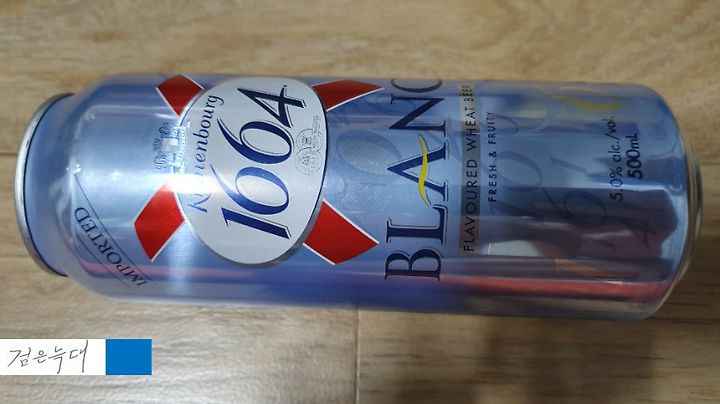 IMPORTED
Kronenbourg
1664
BLANC
FLAVOURED WHEAT BEER
FRESH & FRUITY
5.0% alc./vol.
500mL
검은늑대